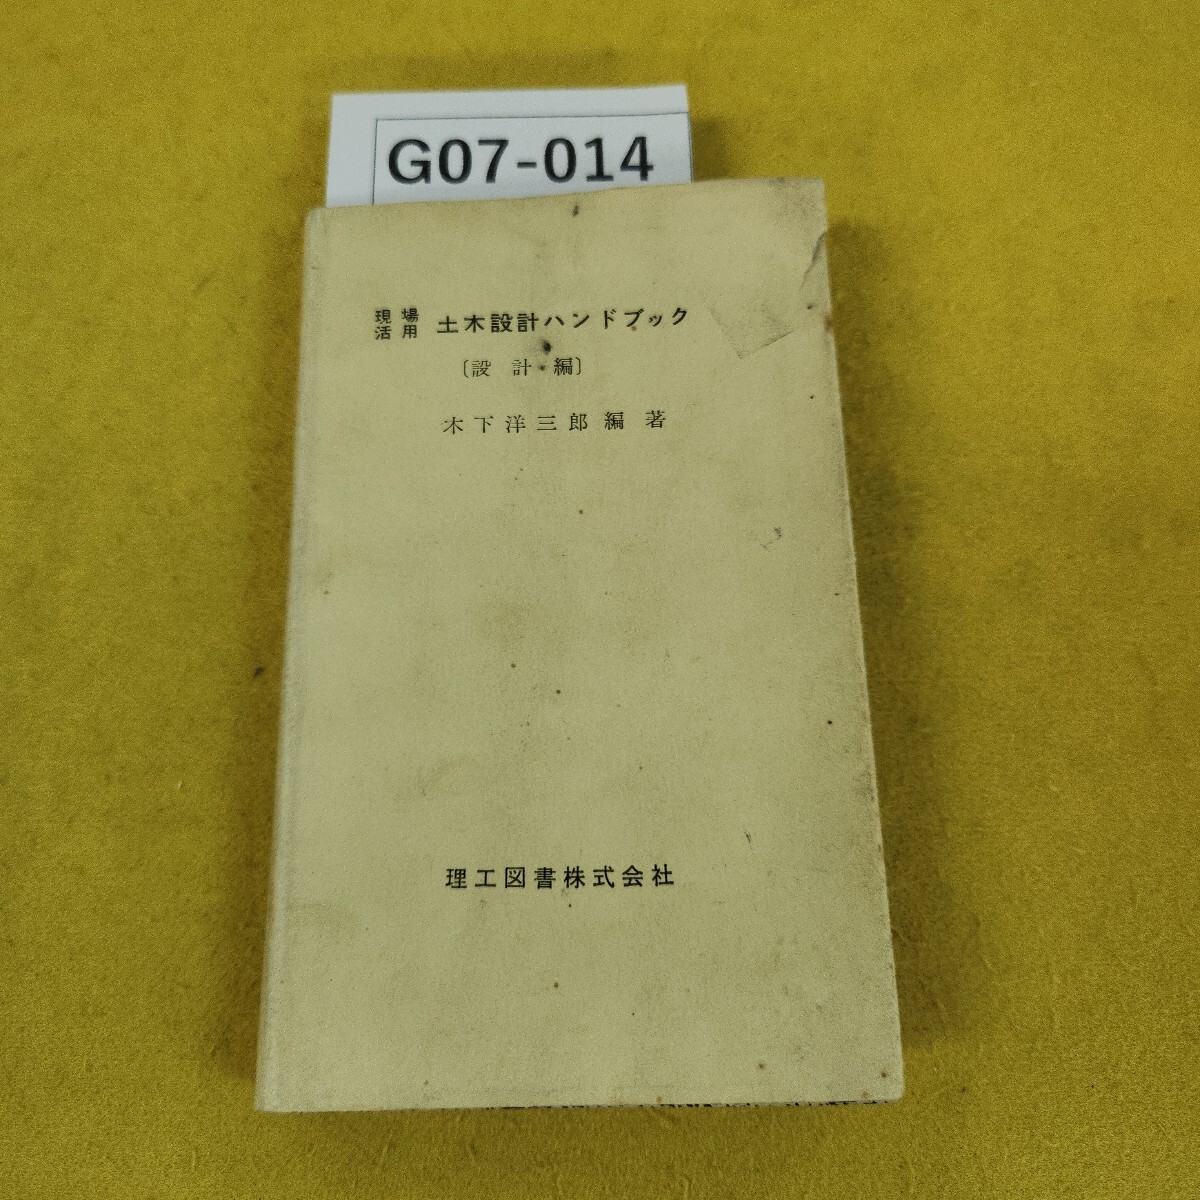 G07-014
現場活用 土木設計ハンドブック
〔設計編〕
木下洋三郎編著
理工図書株式会社